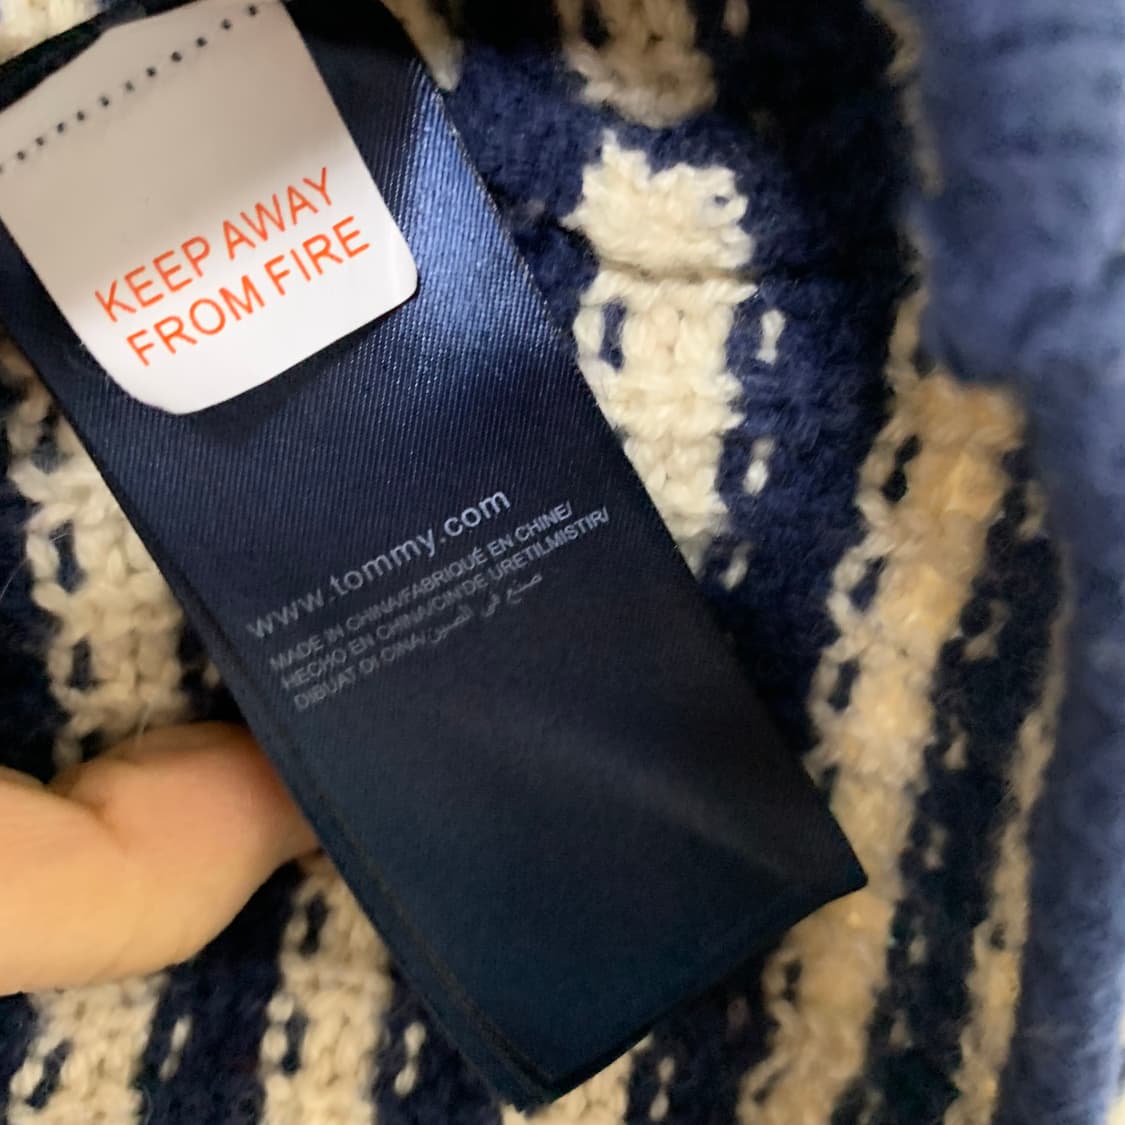 KEEP AWAY
FROM FIRE
www.tommy.com
MADE IN CHINA/FABRIQUÉ EN CHINE/
HECHO EN CHINA/CIN'DE URETILMISTIR/
DIBUAT DI CINA/صنع في الصين